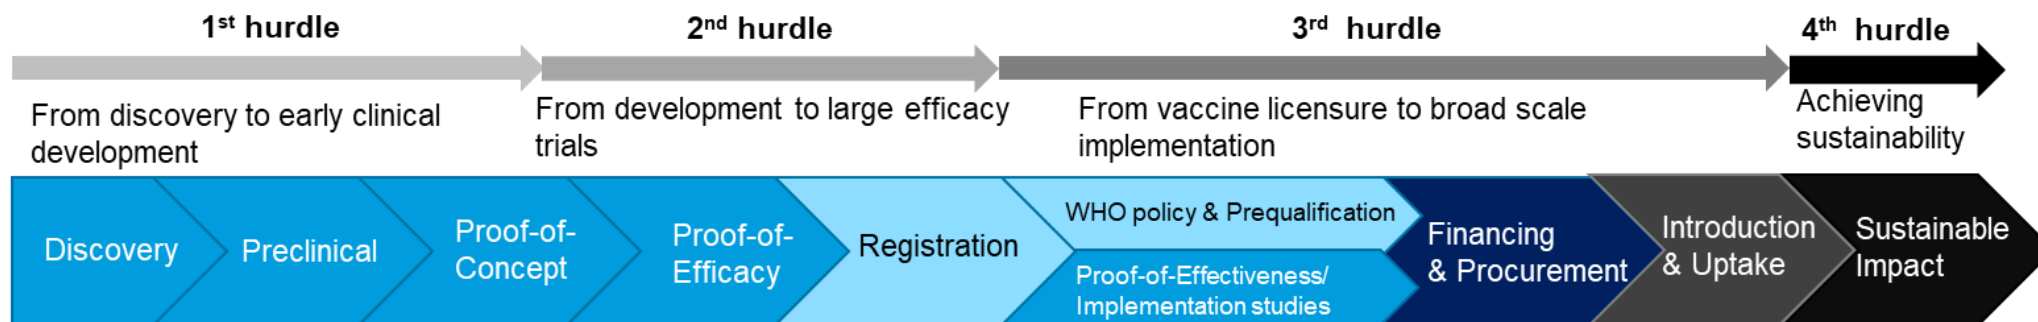 1st hurdle
2nd hurdle
3rd hurdle
4th hurdle
From discovery to early clinical
development
From development to large efficacy
trials
From vaccine licensure to broad scale
implementation
Achieving
sustainability
Discovery
Preclinical
Proof-of-
Concept
Proof-of-
Efficacy
Registration
WHO policy & Prequalification
Proof-of-Effectiveness/
Implementation studies
Financing
& Procurement
Introduction
& Uptake
Sustainable
Impact